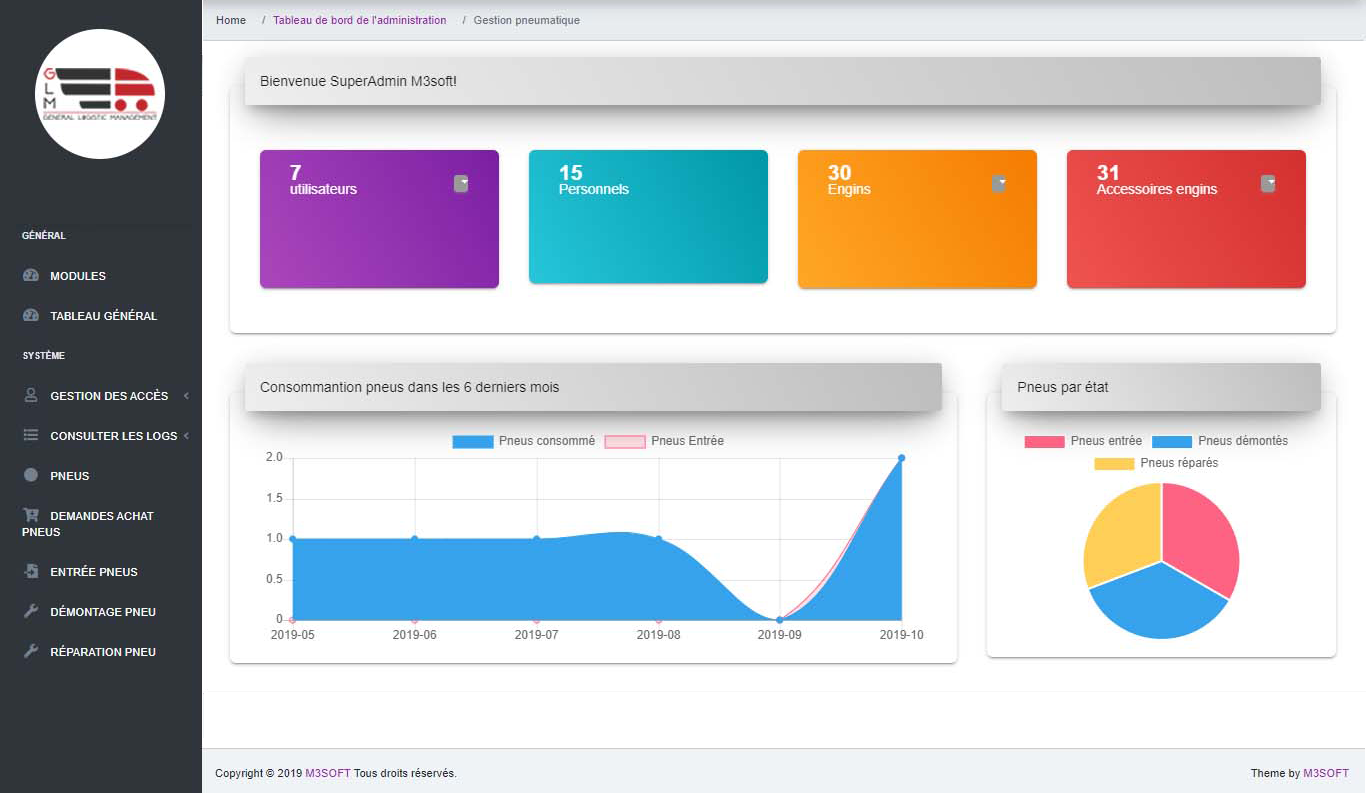 Home / Tableau de bord de l'administration / Gestion pneumatique
G
L
M
GENERAL LOGISTIC MANAGEMENT
GÉNÉRAL
MODULES
TABLEAU GÉNÉRAL
SYSTÈME
GESTION DES ACCÈS
CONSULTER LES LOGS
PNEUS
DEMANDES ACHAT
PNEUS
ENTRÉE PNEUS
DÉMONTAGE PNEU
RÉPARATION PNEU
Bienvenue SuperAdmin M3soft!
7
utilisateurs
15
Personnels
30
Engins
31
Accessoires engins
Consommantion pneus dans les 6 derniers mois
Pneus consommé Pneus Entrée
2.0
1.5
1.0
0.5
0
2019-05 2019-06 2019-07 2019-08 2019-09 2019-10
Pneus par état
Pneus entrée Pneus démontés
Pneus réparés
Copyright © 2019 M3SOFT Tous droits réservés.
Theme by M3SOFT